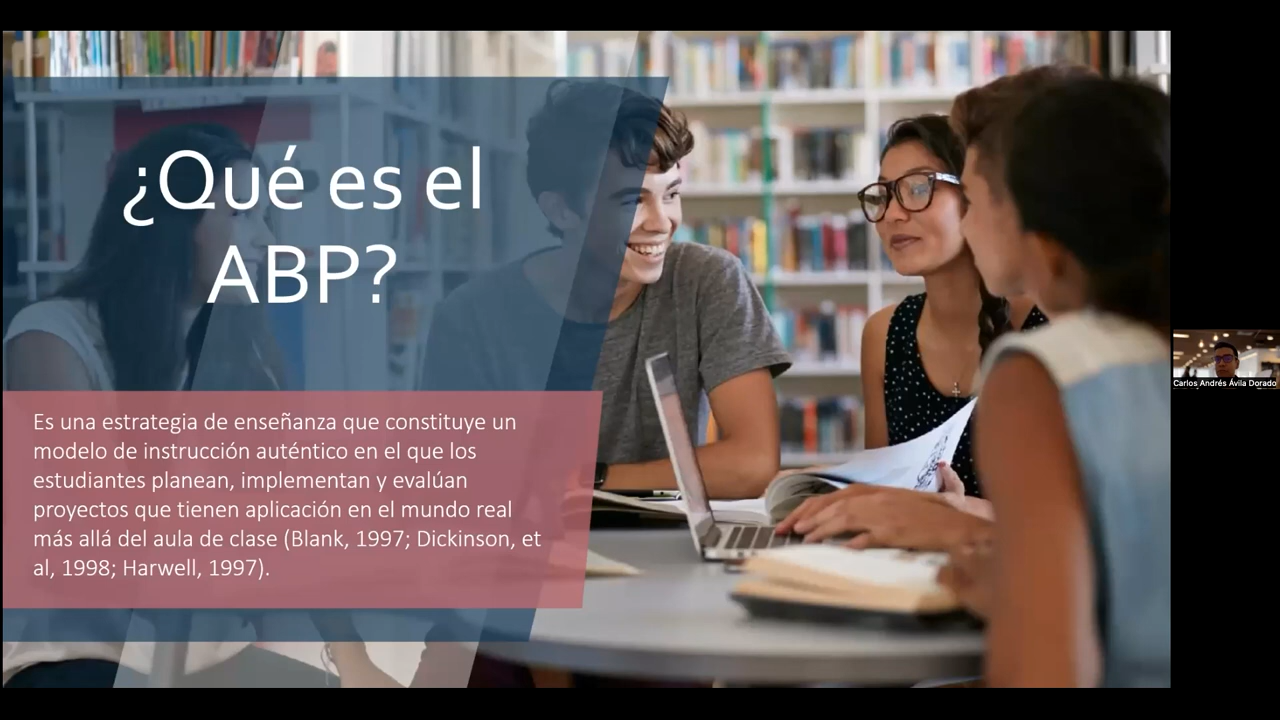 ¿Qué es el
ABP?
Es una estrategia de enseñanza que constituye un
modelo de instrucción auténtico en el que los
estudiantes planean, implementan y evalúan
proyectos que tienen aplicación en el mundo real
más allá del aula de clase (Blank, 1997; Dickinson, et
al, 1998; Harwell, 1997).
Carlos Andrés Ávila Dorado